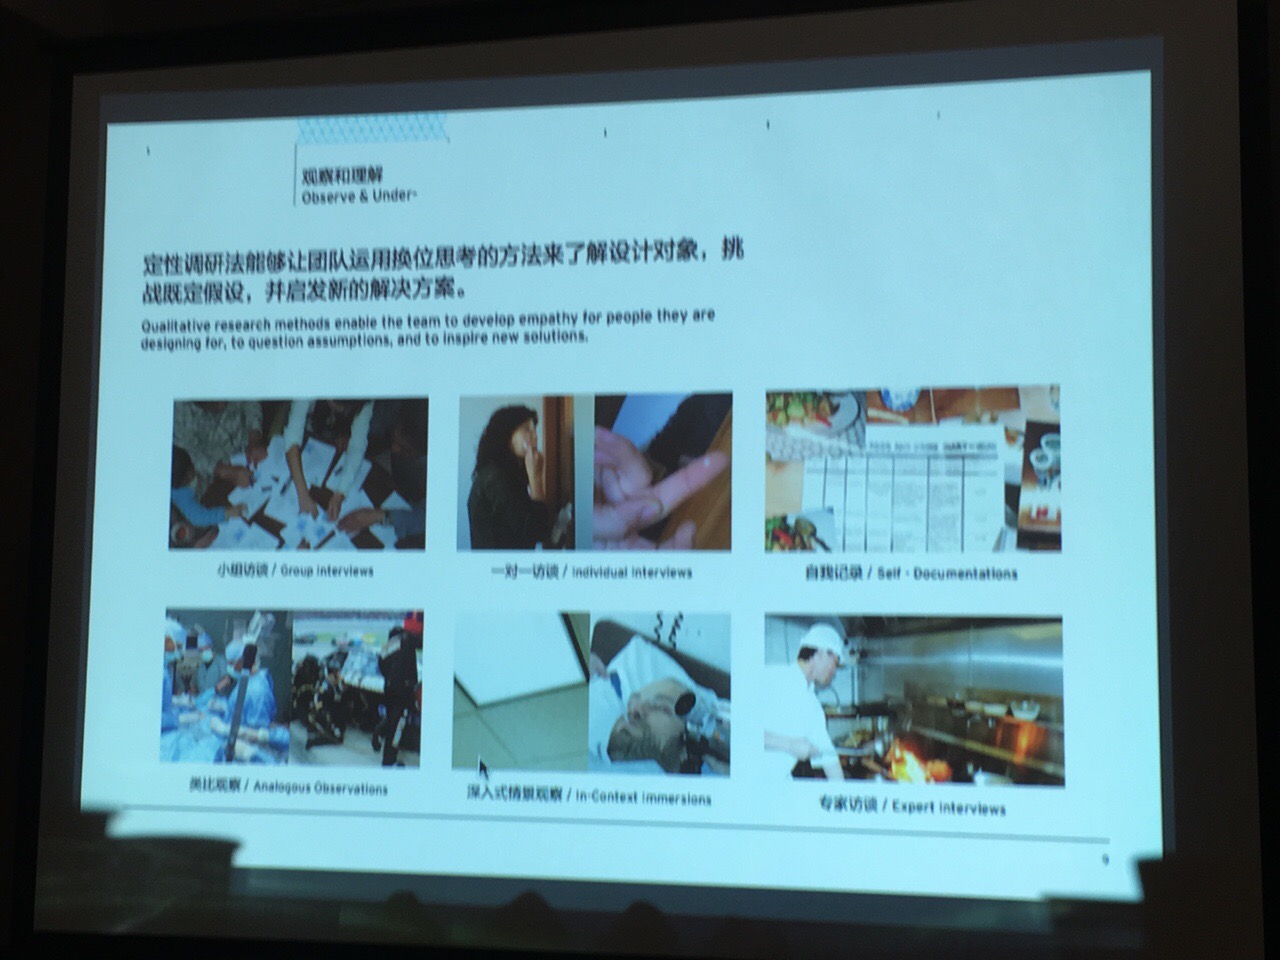 观察和理解
Observe & Under-
定性调研法能够让团队运用换位思考的方法来了解设计对象，挑
战既定假设，并启发新的解决方案。
Qualitative research methods enable the team to develop empathy for people they are
designing for, to question assumptions, and to inspire new solutions.
小组访谈 / Group Interviews
一对一访谈 / Individual Interviews
自我记录 / Self - Documentations
类比观察 / Analogous Observations
深入式情景观察 / In-Context Immersions
专家访谈 / Expert Interviews
9